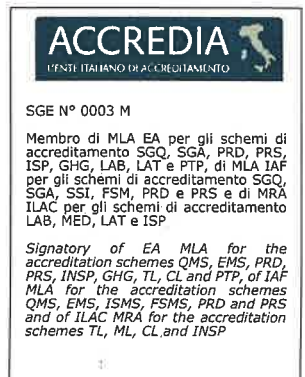 ACCREDIA
L'ENTE ITALIANO DI ACCREDITAMENTO
SGE N° 0003 M
Membro di MLA EA per gli schemi di
accreditamento SGQ, SGA, PRD, PRS,
ISP, GHG, LAB, LAT e PTP, di MLA IAF
per gli schemi di accreditamento SGQ,
SGA, SSI, FSM, PRD e PRS e di MRA
ILAC per gli schemi di accreditamento
LAB, MED, LAT e ISP
Signatory of EA MLA for the
accreditation schemes QMS, EMS, PRD,
PRS, INSP, GHG, TL, CL and PTP, of IAF
MLA for the accreditation schemes
QMS, EMS, ISMS, FSMS, PRD and PRS
and of ILAC MRA for the accreditation
schemes TL, ML, CL and INSP